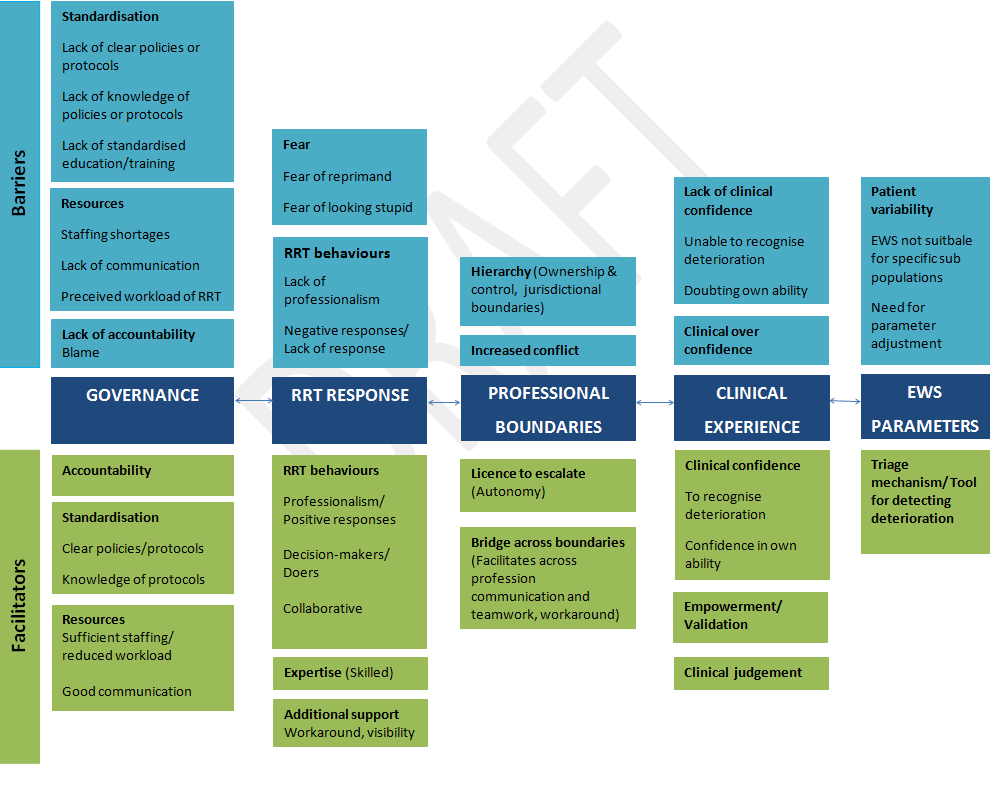 Barriers
Standardisation
Lack of clear policies or
protocols
Lack of knowledge of
policies or protocols
Lack of standardised
education/training
Resources
Staffing shortages
Lack of communication
Preceived workload of RRT
Lack of accountability
Blame
Fear
Fear of reprimand
Fear of looking stupid
RRT behaviours
Lack of
professionalism
Negative responses/
Lack of response
Hierarchy (Ownership &
control, jurisdictional
boundaries)
Increased conflict
Lack of clinical
confidence
Unable to recognise
deterioration
Doubting own ability
Clinical over
confidence
Patient
variability
EWS not suitbale
for specific sub
populations
Need for
parameter
adjustment
GOVERNANCE
RRT RESPONSE
PROFESSIONAL
BOUNDARIES
CLINICAL
EXPERIENCE
EWS
PARAMETERS
Facilitators
Accountability
Standardisation
Clear policies/protocols
Knowledge of protocols
Resources
Sufficient staffing/
reduced workload
Good communication
RRT behaviours
Professionalism/
Positive responses
Decision-makers/
Doers
Collaborative
Expertise (Skilled)
Additional support
Workaround, visibility
Licence to escalate
(Autonomy)
Bridge across boundaries
(Facilitates across
profession
communication and
teamwork, workaround)
Clinical confidence
To recognise
deterioration
Confidence in own
ability
Empowerment/
Validation
Clinical judgement
Triage
mechanism/ Tool
for detecting
deterioration
DRAFT